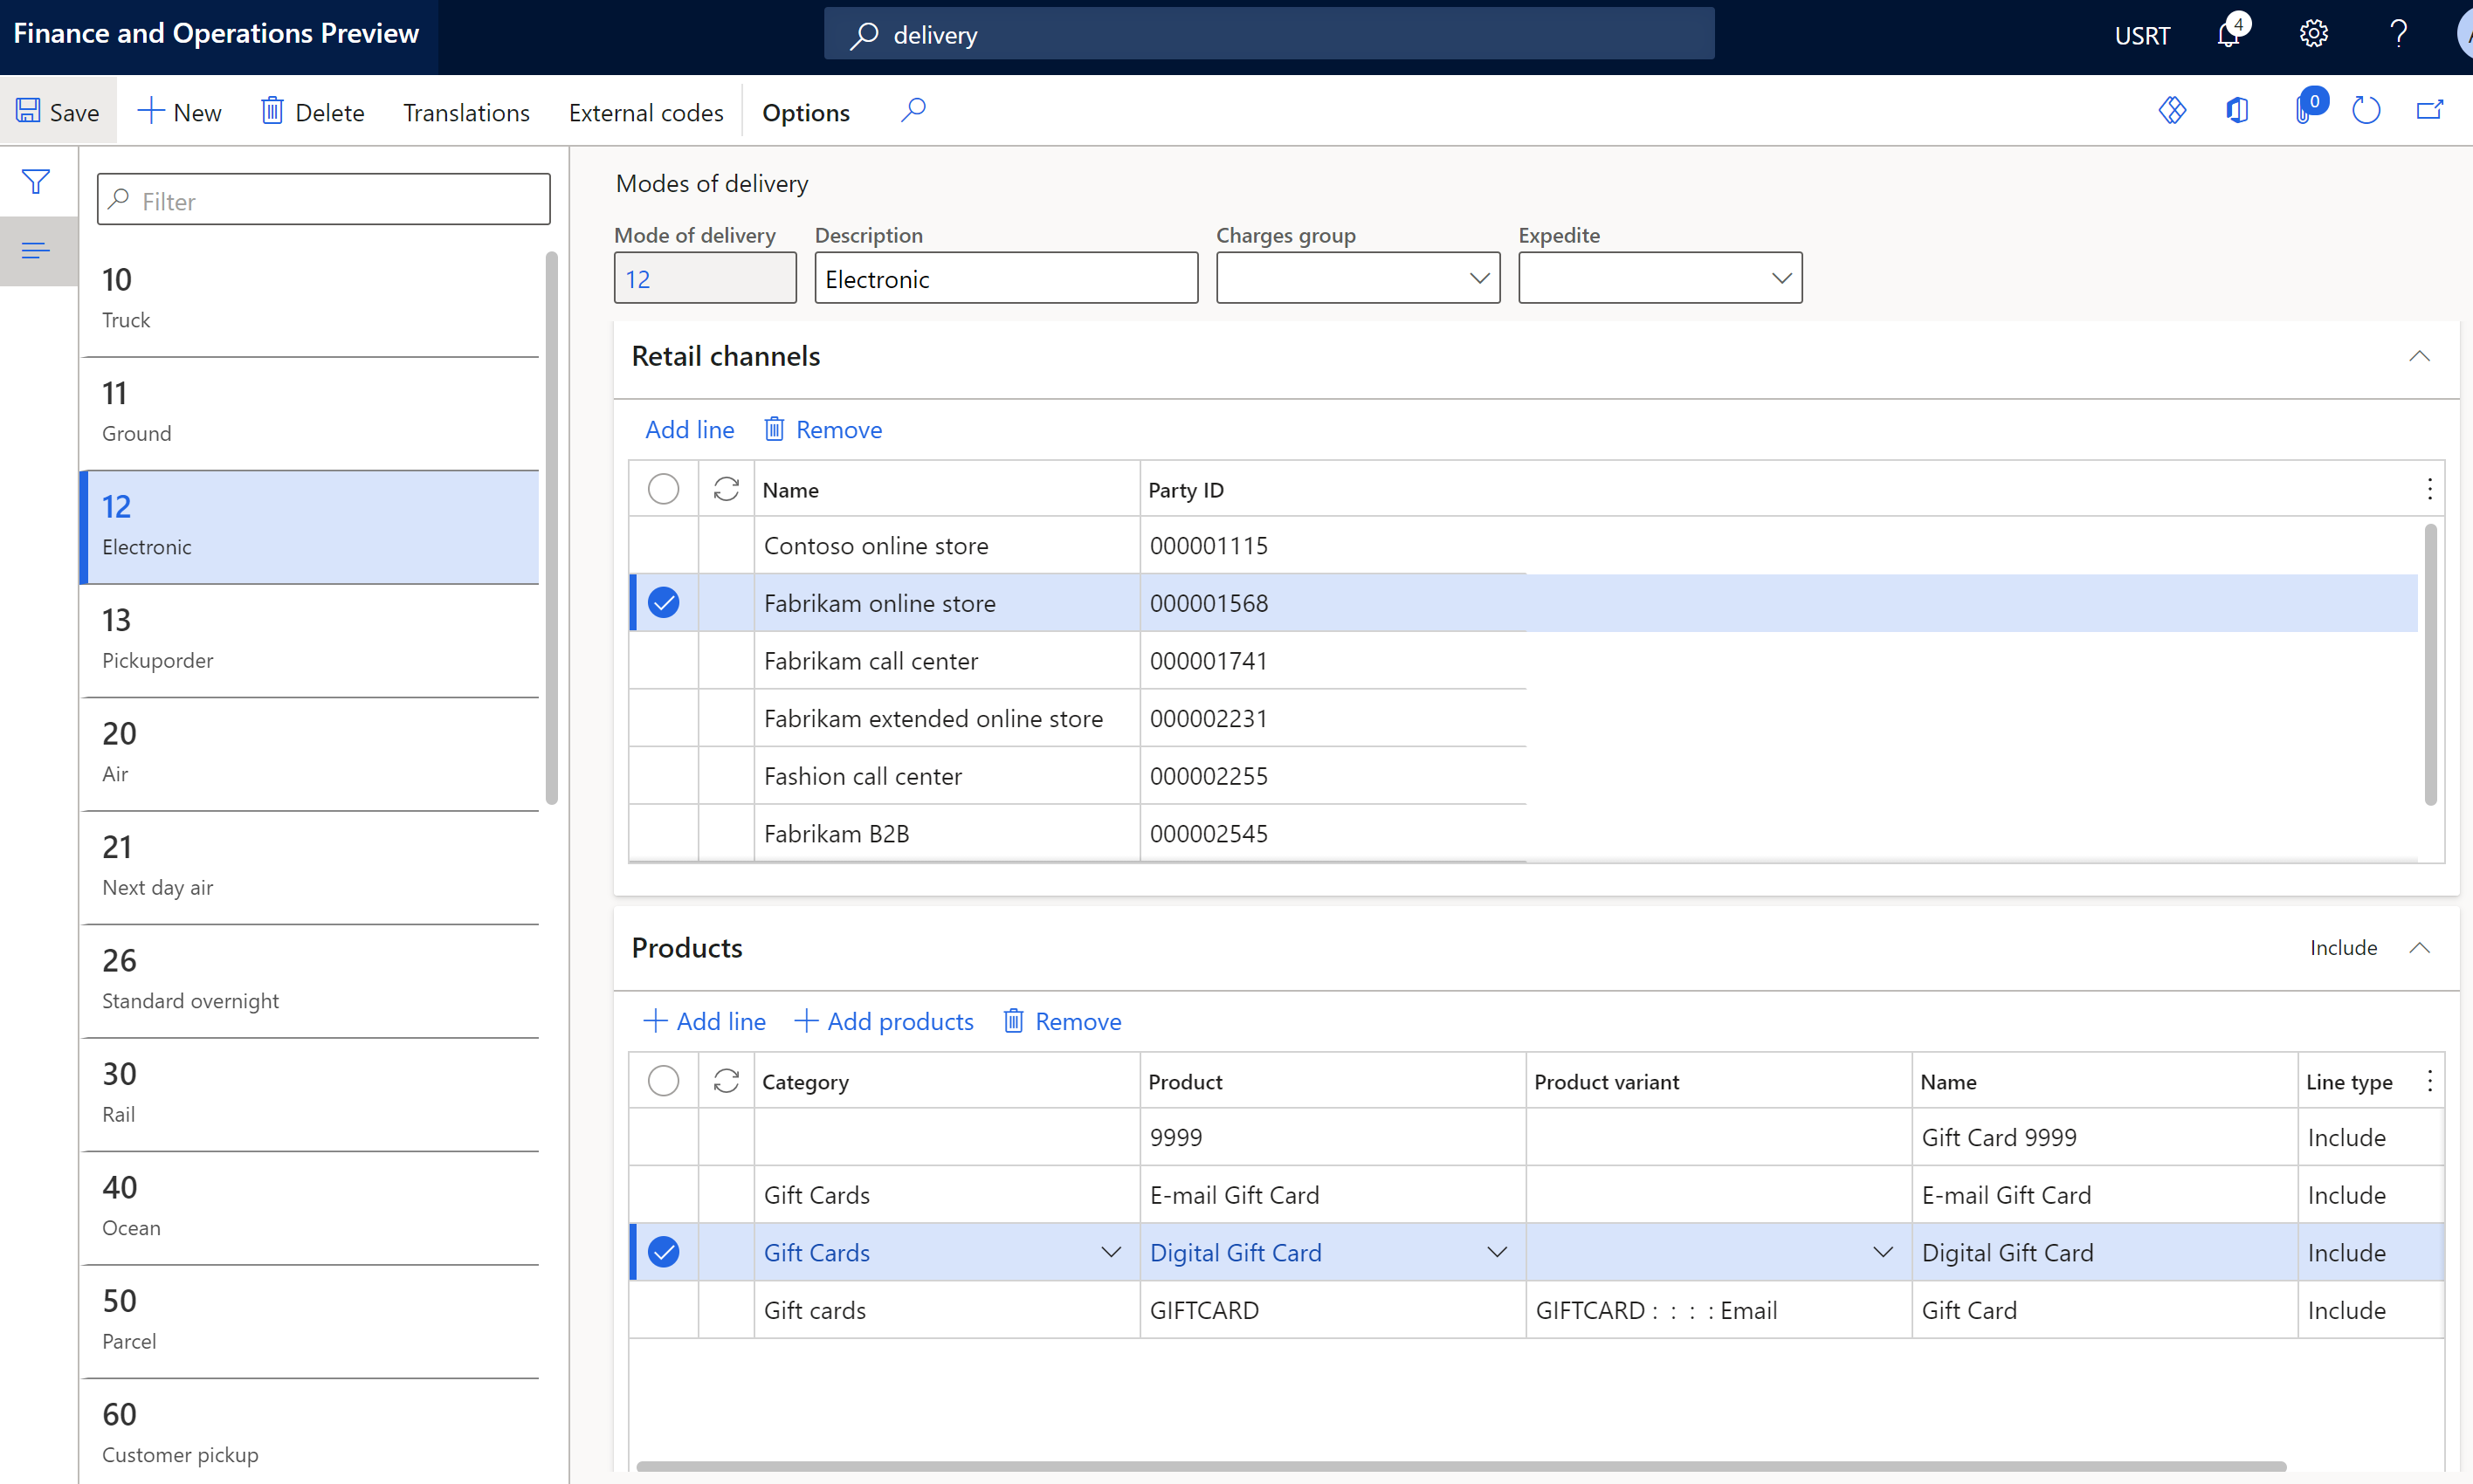 Finance and Operations Preview
delivery
USRT
4
Save
New
Delete
Translations
External codes
Options
0
Filter
10
Truck
11
Ground
12
Electronic
13
Pickuporder
20
Air
21
Next day air
26
Standard overnight
30
Rail
40
Ocean
50
Parcel
60
Customer pickup
Modes of delivery
Mode of delivery Description Charges group Expedite
12 Electronic
Retail channels
Add line Remove
Name Party ID
Contoso online store 000001115
Fabrikam online store 000001568
Fabrikam call center 000001741
Fabrikam extended online store 000002231
Fashion call center 000002255
Fabrikam B2B 000002545
Products Include
Add line Add products Remove
Category Product Product variant Name Line type
9999 Gift Card 9999 Include
Gift Cards E-mail Gift Card E-mail Gift Card Include
Gift Cards Digital Gift Card Digital Gift Card Include
Gift cards GIFTCARD GIFTCARD : : : : Email Gift Card Include